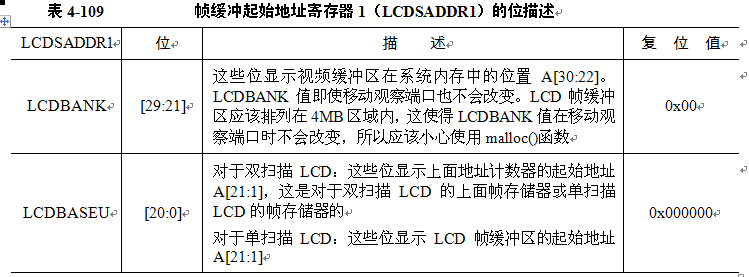 表 4-109 帧缓冲起始地址寄存器 1（LCDSADDR1）的位描述
LCDSADDR1 位 描 述 复 位 值
LCDBANK [29:21] 这些位显示视频缓冲区在系统内存中的位置 A[30:22]。
LCDBANK 值即使移动观察端口也不会改变。LCD 帧缓冲
区应该排列在 4MB 区域内，这使得 LCDBANK 值在移动观
察端口时不会改变，所以应该小心使用 malloc()函数
0x00
LCDBASEU [20:0] 对于双扫描 LCD：这些位显示上面地址计数器的起始地址
A[21:1]，这是对于双扫描 LCD 的上面帧存储器或单扫描
LCD 的帧存储器的
对于单扫描 LCD：这些位显示 LCD 帧缓冲区的起始地址
A[21:1]
0x000000